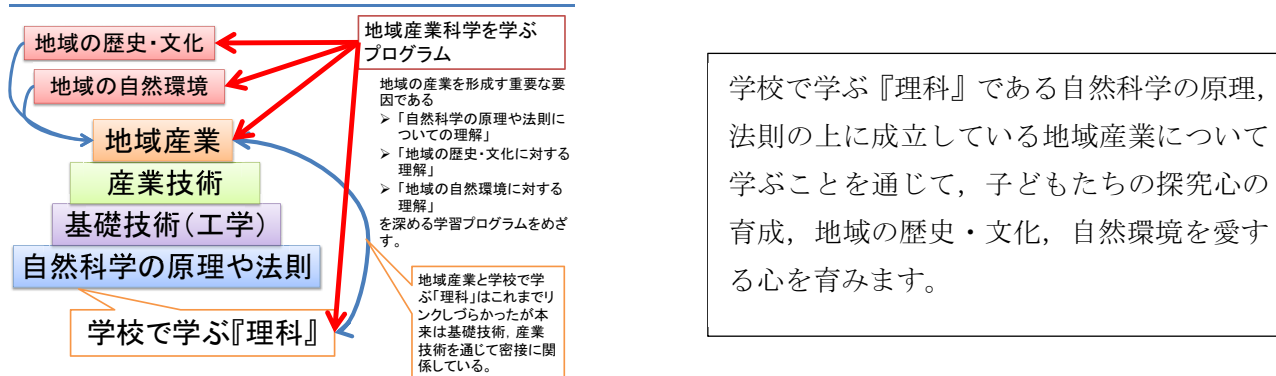 地域の歴史・文化
地域の自然環境
地域産業
産業技術
基礎技術（工学）
自然科学の原理や法則
学校で学ぶ『理科』
地域産業科学を学ぶ
プログラム
地域の産業を形成す重要な要
因である
➢「自然科学の原理や法則に
ついての理解」
➢「地域の歴史・文化に対する
理解」
➢「地域の自然環境に対する
理解」
を深める学習プログラムをめざ
す。
地域産業と学校で学
ぶ「理科」はこれまでリ
ンクしづらかったが本
来は基礎技術，産業
技術を通じて密接に関
係している。
学校で学ぶ『理科』である自然科学の原理，
法則の上に成立している地域産業について
学ぶことを通じて，子どもたちの探究心の
育成，地域の歴史・文化，自然環境を愛す
る心を育みます。